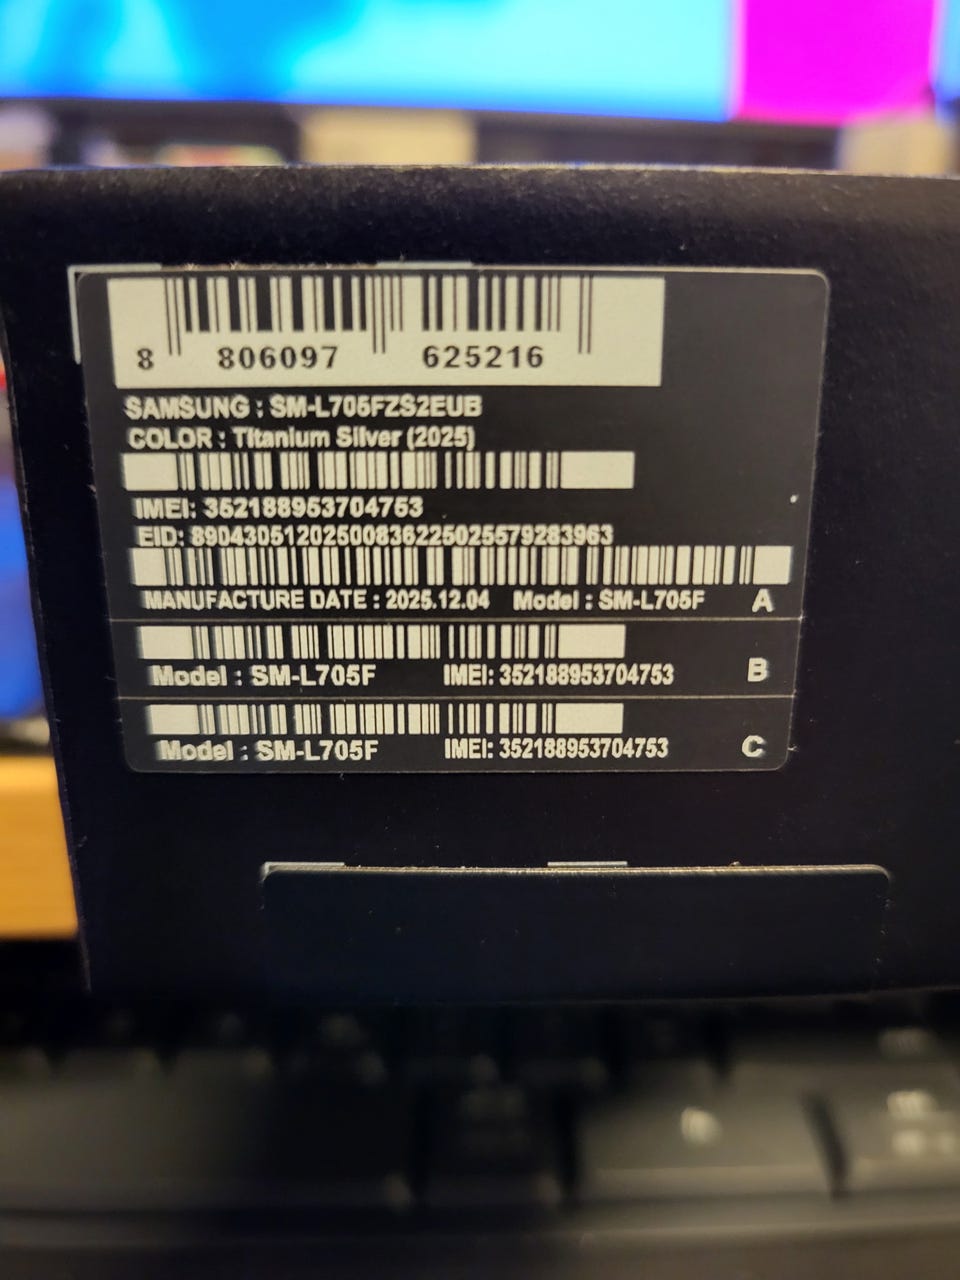 8 806097 625216
SAMSUNG : SM-L705FZS2EUB
COLOR : Titanium Silver (2025)
IMEI: 352188953704753
EID: 89043051202500836225025579283963
MANUFACTURE DATE : 2025.12.04 Model : SM-L705F A
Model : SM-L705F IMEI: 352188953704753 B
Model : SM-L705F IMEI: 352188953704753 C